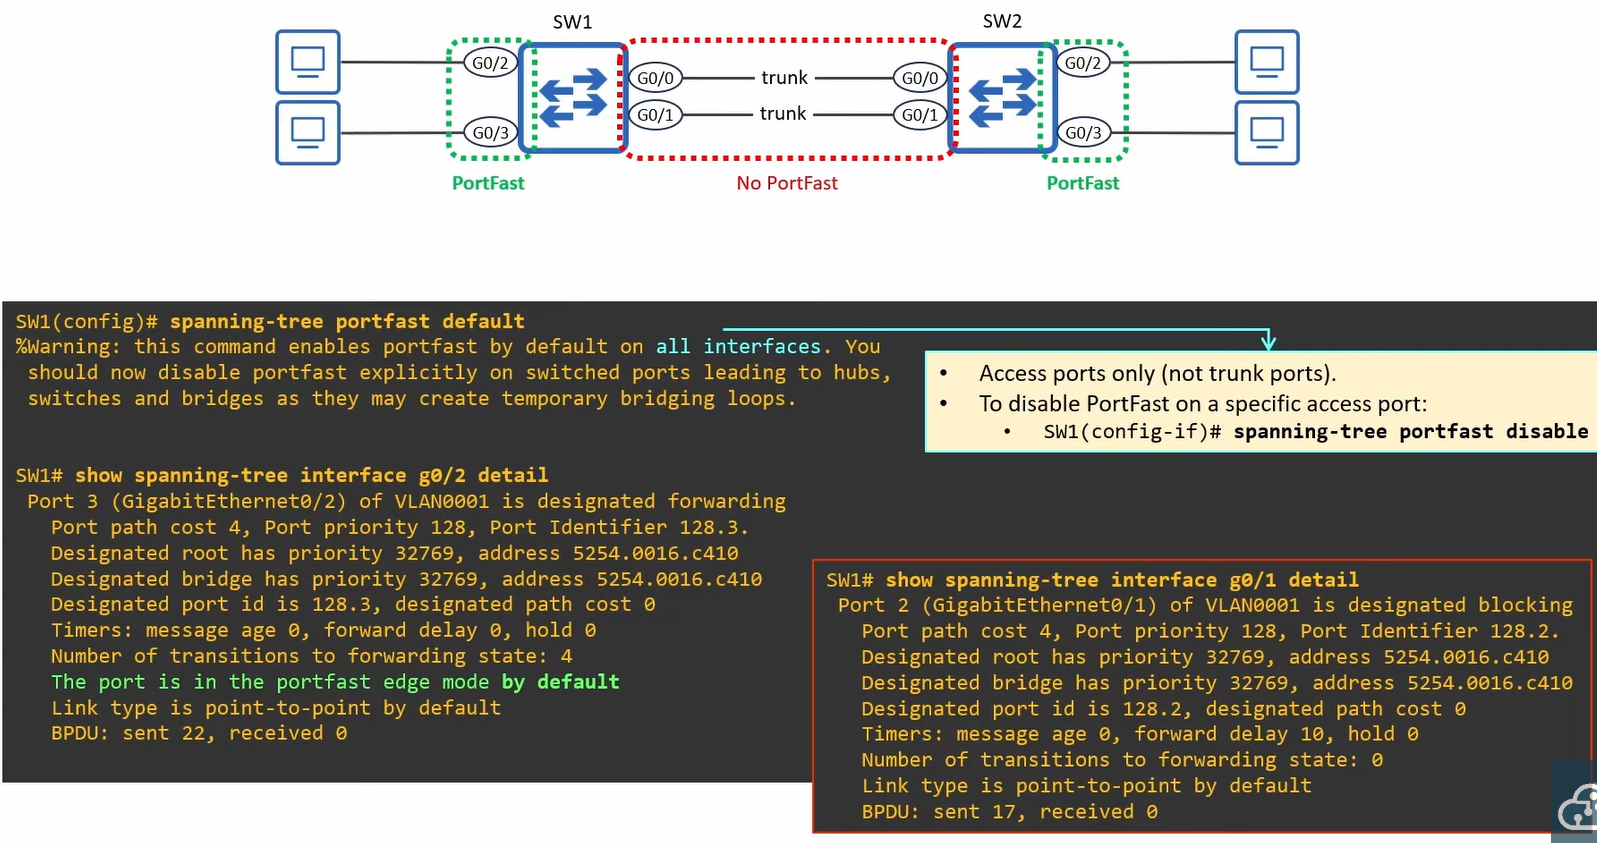 SW1
SW2
G0/2
G0/3
G0/0
trunk
G0/0
G0/1
trunk
G0/1
G0/2
G0/3
PortFast
No PortFast
PortFast
SW1(config)# spanning-tree portfast default
%Warning: this command enables portfast by default on all interfaces. You
should now disable portfast explicitly on switched ports leading to hubs,
switches and bridges as they may create temporary bridging loops.
• Access ports only (not trunk ports).
• To disable PortFast on a specific access port:
• SW1(config-if)# spanning-tree portfast disable
SW1# show spanning-tree interface g0/2 detail
Port 3 (GigabitEthernet0/2) of VLAN0001 is designated forwarding
Port path cost 4, Port priority 128, Port Identifier 128.3.
Designated root has priority 32769, address 5254.0016.c410
Designated bridge has priority 32769, address 5254.0016.c410
Designated port id is 128.3, designated path cost 0
Timers: message age 0, forward delay 0, hold 0
Number of transitions to forwarding state: 4
The port is in the portfast edge mode by default
Link type is point-to-point by default
BPDU: sent 22, received 0
SW1# show spanning-tree interface g0/1 detail
Port 2 (GigabitEthernet0/1) of VLAN0001 is designated blocking
Port path cost 4, Port priority 128, Port Identifier 128.2.
Designated root has priority 32769, address 5254.0016.c410
Designated bridge has priority 32769, address 5254.0016.c410
Designated port id is 128.2, designated path cost 0
Timers: message age 0, forward delay 10, hold 0
Number of transitions to forwarding state: 0
Link type is point-to-point by default
BPDU: sent 17, received 0